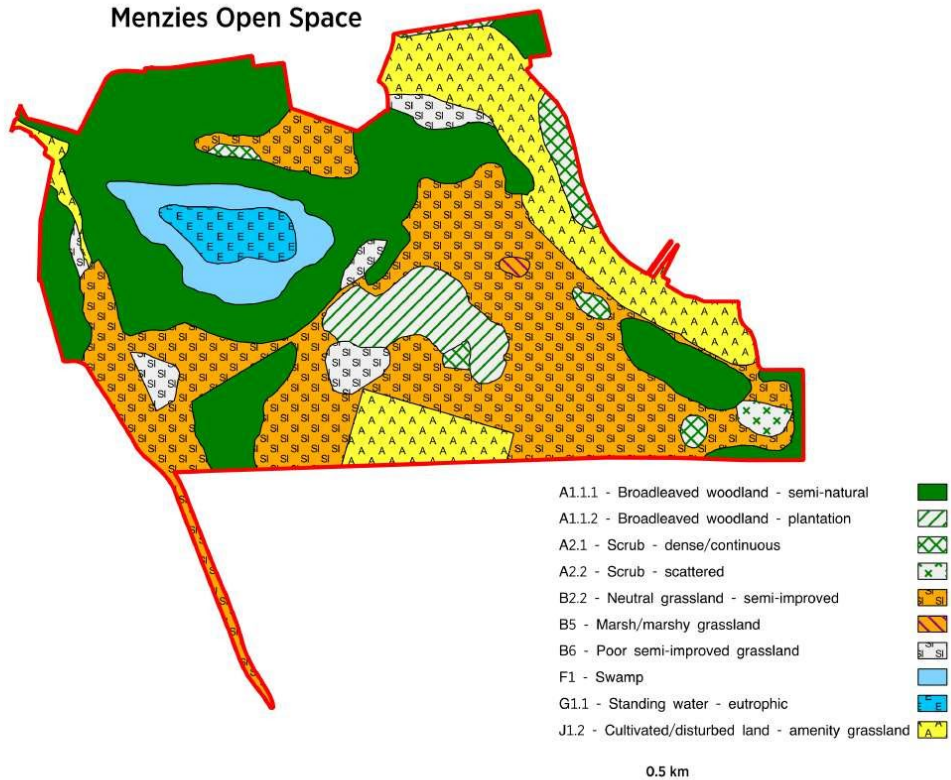 Menzies Open Space
A1.1.1 - Broadleaved woodland - semi-natural
A1.1.2 - Broadleaved woodland - plantation
A2.1 - Scrub - dense/continuous
A2.2 - Scrub - scattered
B2.2 - Neutral grassland - semi-improved
B5 - Marsh/marshy grassland
B6 - Poor semi-improved grassland
F1 - Swamp
G1.1 - Standing water - eutrophic
J1.2 - Cultivated/disturbed land - amenity grassland
0.5 km